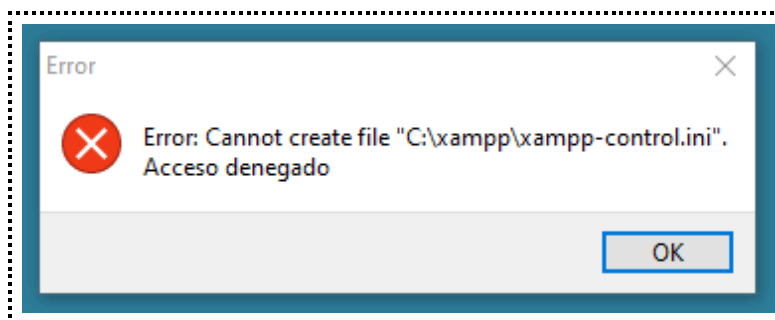 Error
Error: Cannot create file "C:\xampp\xampp-control.ini".
Acceso denegado
OK